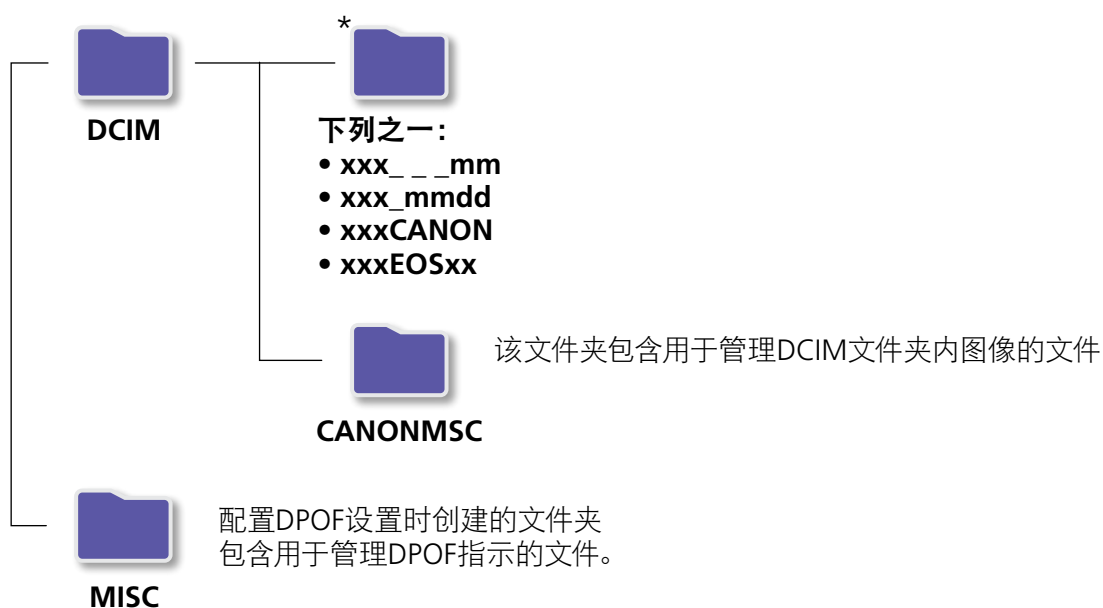 *
DCIM
下列之一：
• xxx_ _ _mm
• xxx_mmdd
• xxxCANON
• xxxEOSxx
该文件夹包含用于管理DCIM文件夹内图像的文件
CANONMSC
配置DPOF设置时创建的文件夹
包含用于管理DPOF指示的文件。
MISC